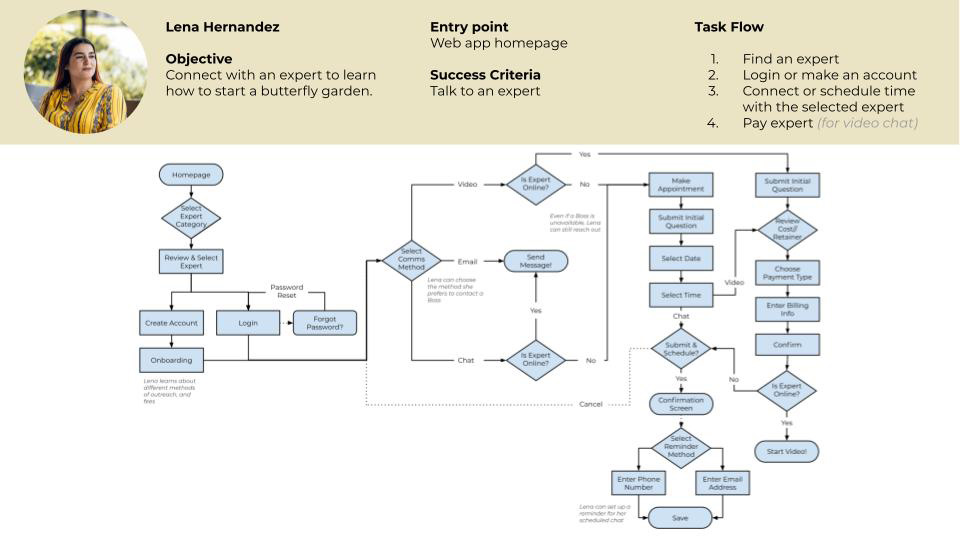 Lena Hernandez
Objective
Connect with an expert to learn
how to start a butterfly garden.
Entry point
Web app homepage
Success Criteria
Talk to an expert
Task Flow
1. Find an expert
2. Login or make an account
3. Connect or schedule time
with the selected expert
4. Pay expert (for video chat)
Homepage
Select
Expert
Category
Review & Select
Expert
Password
Reset
Create Account
Login
Forgot
Password?
Onboarding
Lena learns about
different methods
of outreach, and
fees
Select
Comms
Method
Video
Email
Chat
Lena can choose
the method she
prefers to contact a
Boss
Is Expert
Online?
Yes
No
Even if a Boss is
unavailable, Lena
can still reach out
Send
Message!
Yes
Is Expert
Online?
No
Cancel
Make
Appointment
Submit Initial
Question
Select Date
Select Time
Video
Chat
Submit &
Schedule?
Yes
Confirmation
Screen
Select
Reminder
Method
Enter Phone
Number
Enter Email
Address
Lena can set up a
reminder for her
scheduled chat
Save
Submit Initial
Question
Review
Cost//
Retainer
Choose
Payment Type
Enter Billing
Info
Confirm
Is Expert
Online?
No
Yes
Start Video!